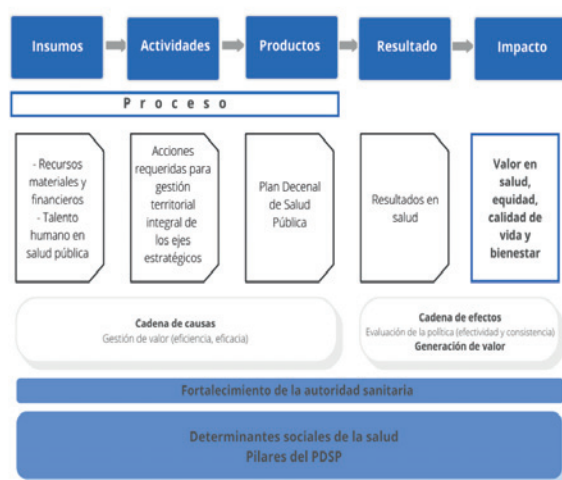 Insumos
Actividades
Productos
Resultado
Impacto
Proceso
- Recursos
materiales y
financieros
- Talento
humano en
salud pública
Acciones
requeridas para
gestión
territorial
integral de
los ejes
estratégicos
Plan Decenal
de Salud
Pública
Resultados en
salud
Valor en
salud,
equidad,
calidad de
vida y
bienestar
Cadena de causas
Gestión de valor (eficiencia, eficacia)
Cadena de efectos
Evaluación de la política (efectividad y consistencia)
Generación de valor
Fortalecimiento de la autoridad sanitaria
Determinantes sociales de la salud
Pilares del PDSP